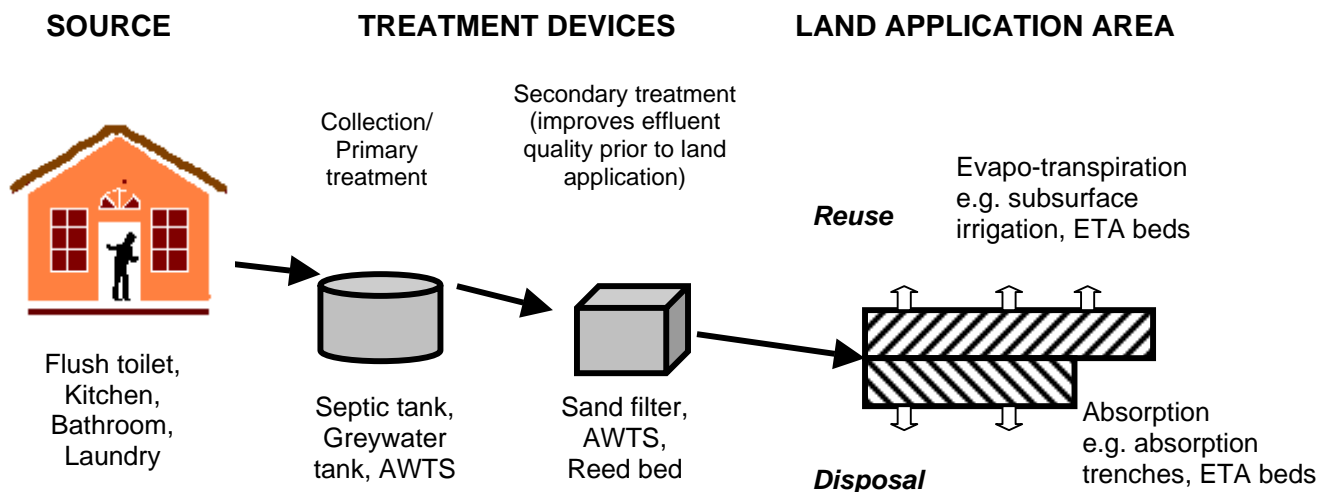 SOURCE
TREATMENT DEVICES
LAND APPLICATION AREA
Collection/
Primary
treatment
Secondary treatment
(improves effluent
quality prior to land
application)
Reuse
Evapo-transpiration
e.g. subsurface
irrigation, ETA beds
Flush toilet,
Kitchen,
Bathroom,
Laundry
Septic tank,
Greywater
tank, AWTS
Sand filter,
AWTS,
Reed bed
Disposal
Absorption
e.g. absorption
trenches, ETA beds